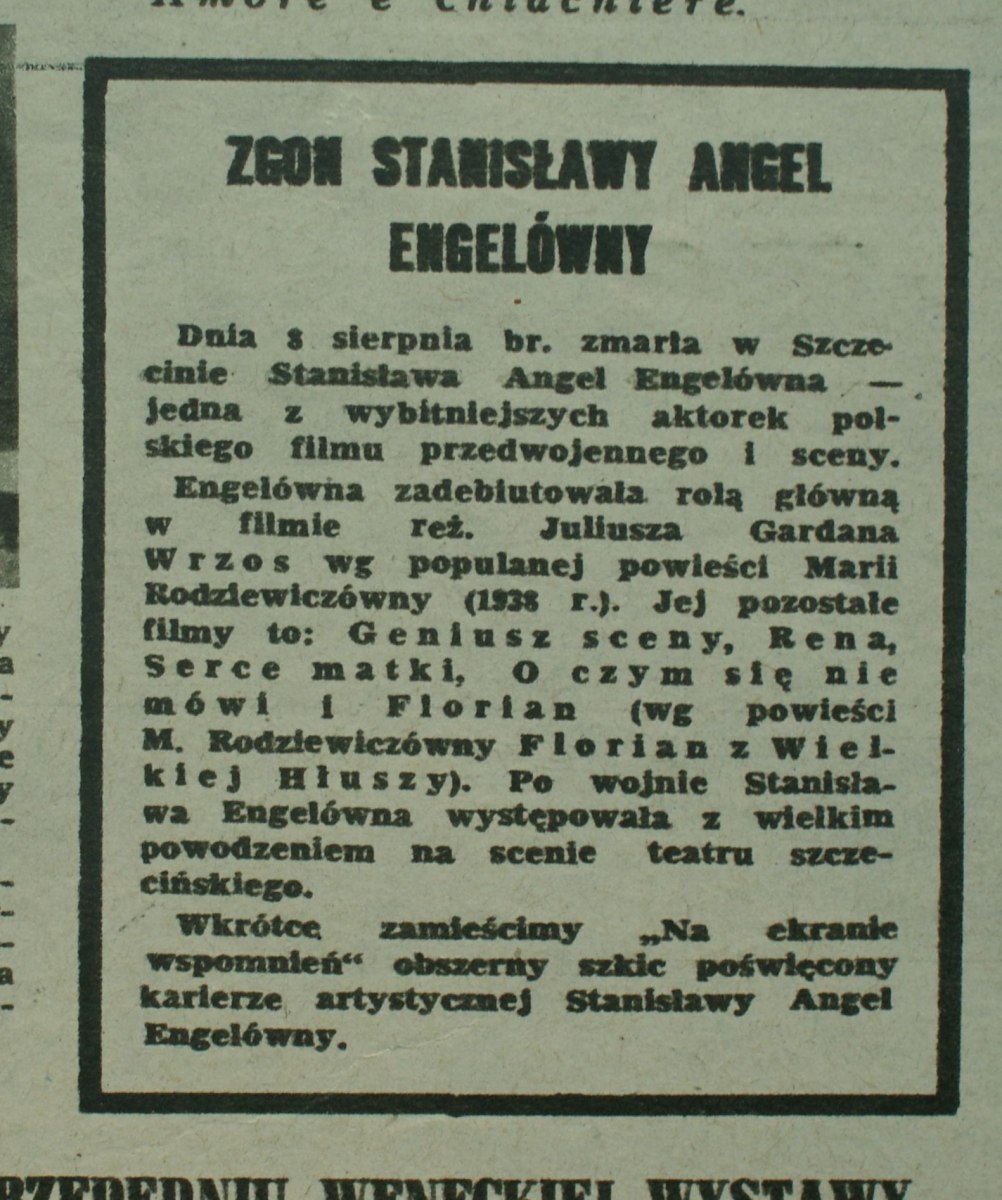 Amore e chiacchiere.
ZGON STANISŁAWY ANGEL
ENGELÓWNY
Dnia 8 sierpnia br. zmarła w Szcze-
cinie Stanisława Angel Engelówna —
jedna z wybitniejszych aktorek pol-
skiego filmu przedwojennego i sceny.
Engelówna zadebiutowała rolą główną
w filmie reż. Juliusza Gardana
Wrzos wg populanej powieści Marii
Rodziewiczówny (1938 r.). Jej pozostałe
filmy to: Geniusz sceny, Rena,
Serce matki, O czym się nie
mówi i Florian (wg powieści
M. Rodziewiczówny Florian z Wiel-
kiej Hłuszy). Po wojnie Stanisła-
wa Engelówna występowała z wielkim
powodzeniem na scenie teatru szcze-
cińskiego.
Wkrótce zamieścimy „Na ekranie
wspomnień“ obszerny szkic poświęcony
karierze artystycznej Stanisławy Angel
Engelówny.
WENECKIEJ WYSTAWY